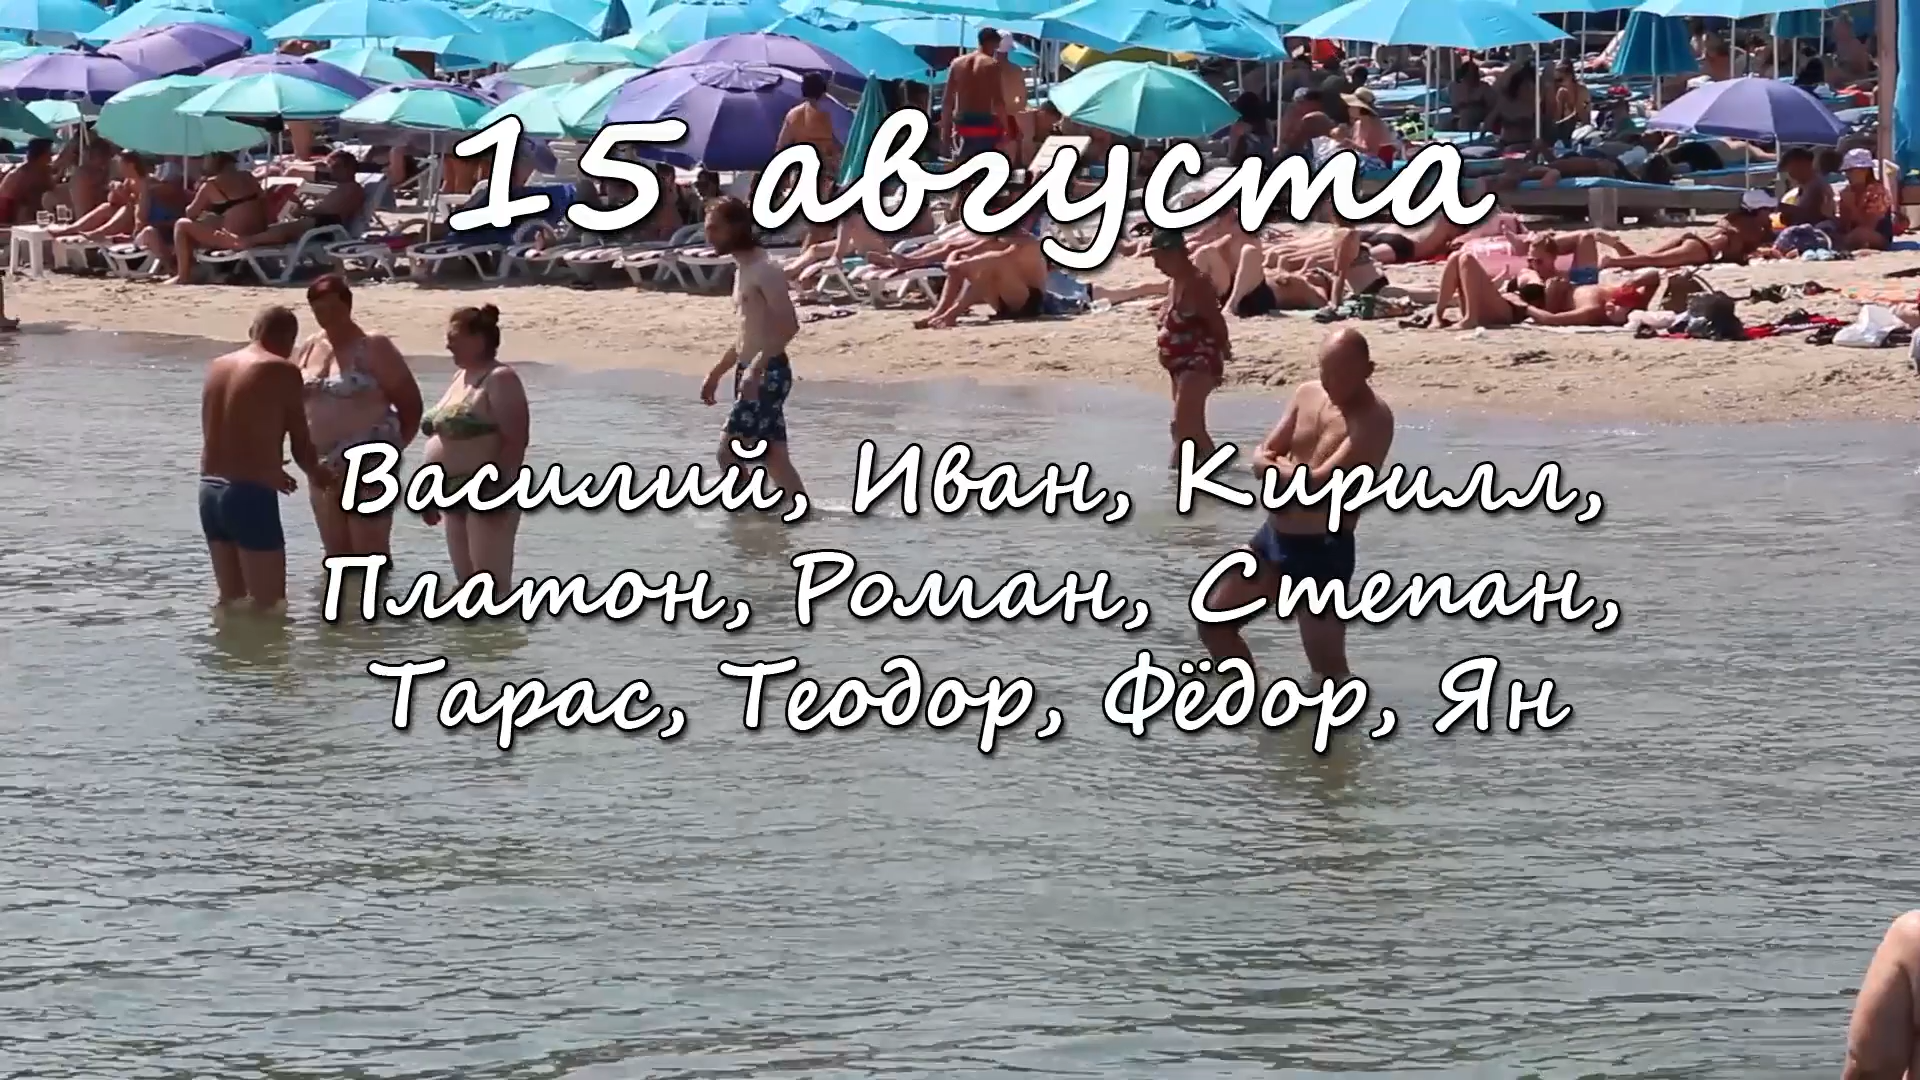 15 августа
Василий, Иван, Кирилл,
Платон, Роман, Степан,
Тарас, Теодор, Фёдор, Ян